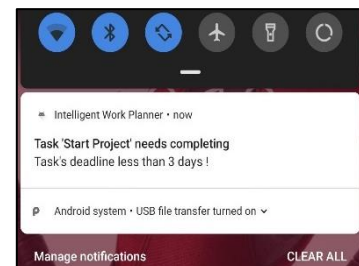 Intelligent Work Planner • now
Task 'Start Project' needs completing
Task's deadline less than 3 days !
Android system • USB file transfer turned on
Manage notifications
CLEAR ALL